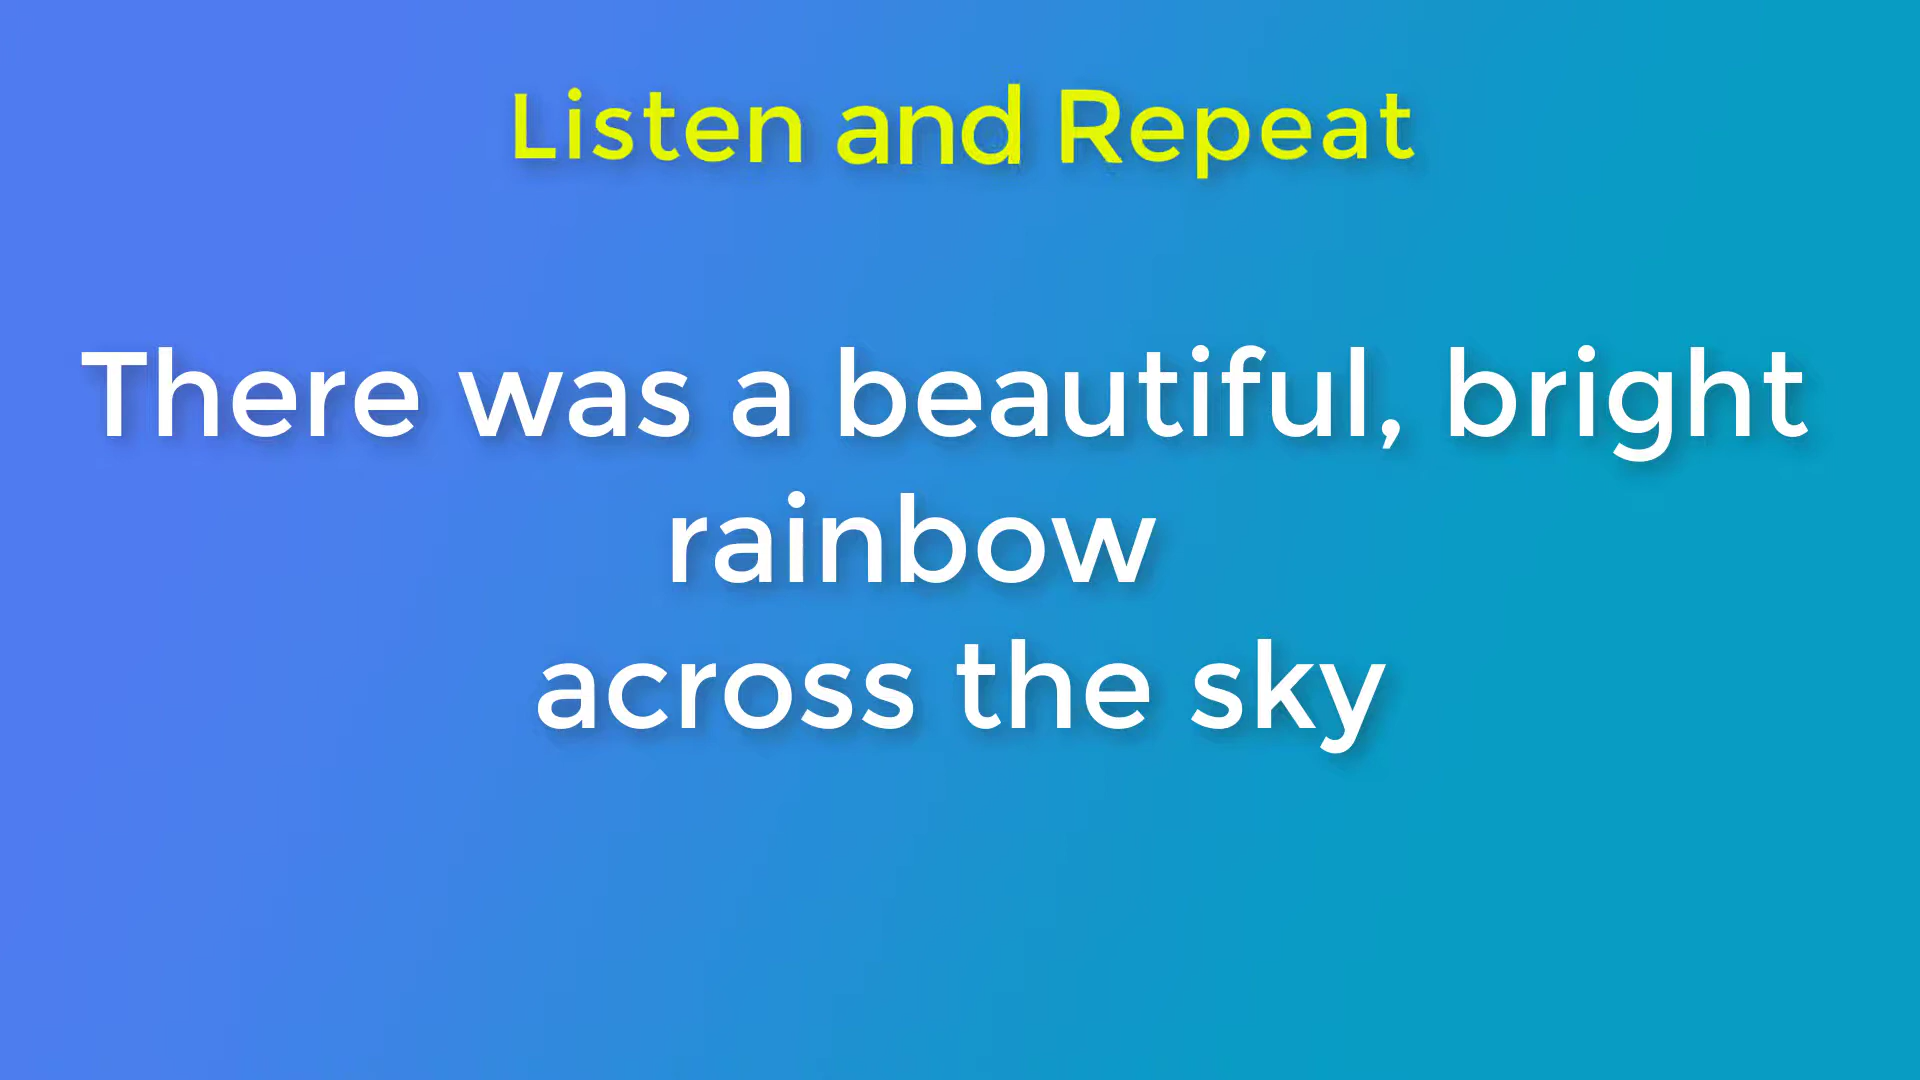 Listen and Repeat
There was a beautiful, bright
rainbow
across the sky